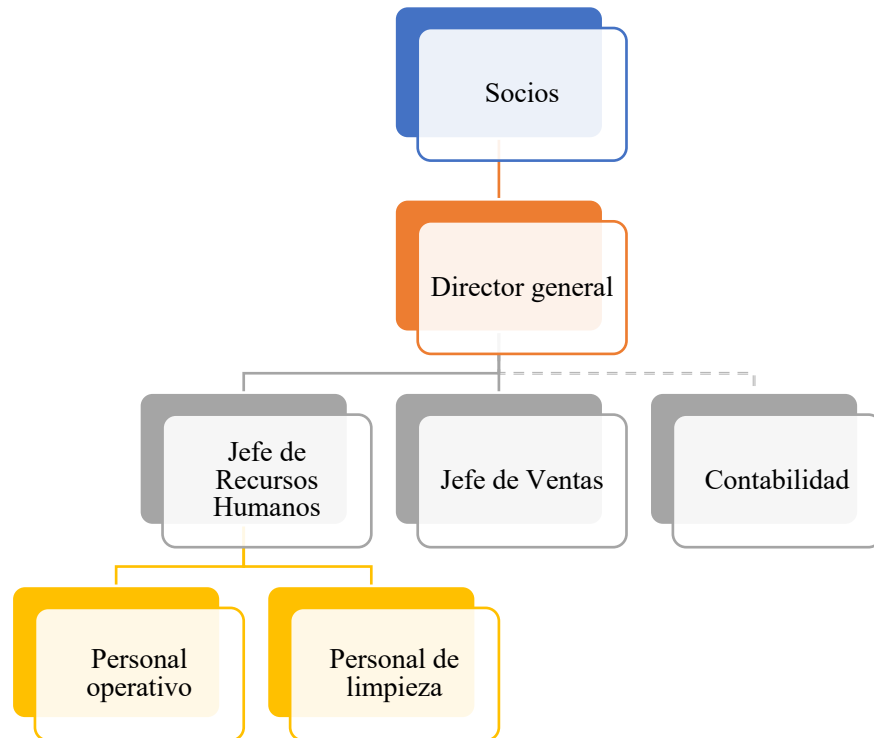 Socios
Director general
Jefe de
Recursos
Humanos
Jefe de Ventas
Contabilidad
Personal
operativo
Personal de
limpieza